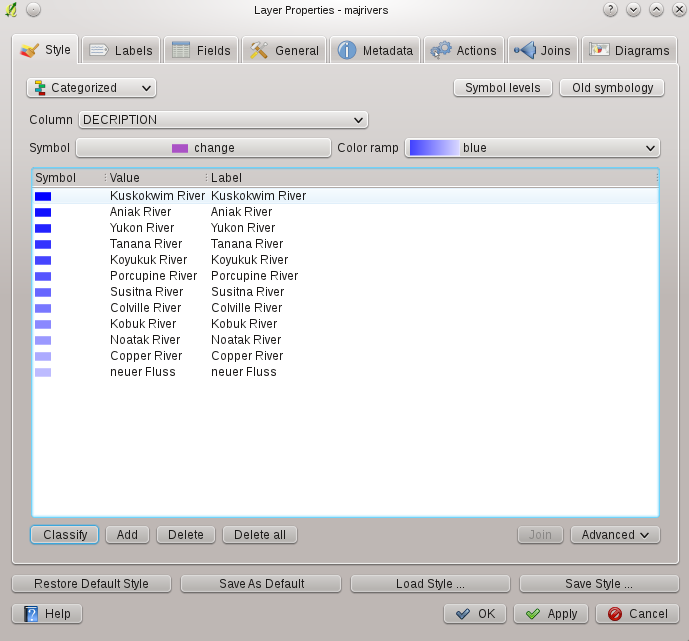 Layer Properties - majrivers
Style Labels Fields General Metadata Actions Joins Diagrams
Categorized Symbol levels Old symbology
Column DECRIPTION
Symbol change Color ramp blue
Symbol Value Label
Kuskokwim River Kuskokwim River
Aniak River Aniak River
Yukon River Yukon River
Tanana River Tanana River
Koyukuk River Koyukuk River
Porcupine River Porcupine River
Susitna River Susitna River
Colville River Colville River
Kobuk River Kobuk River
Noatak River Noatak River
Copper River Copper River
neuer Fluss neuer Fluss
Classify Add Delete Delete all Join Advanced
Restore Default Style Save As Default Load Style ... Save Style ...
Help OK Apply Cancel